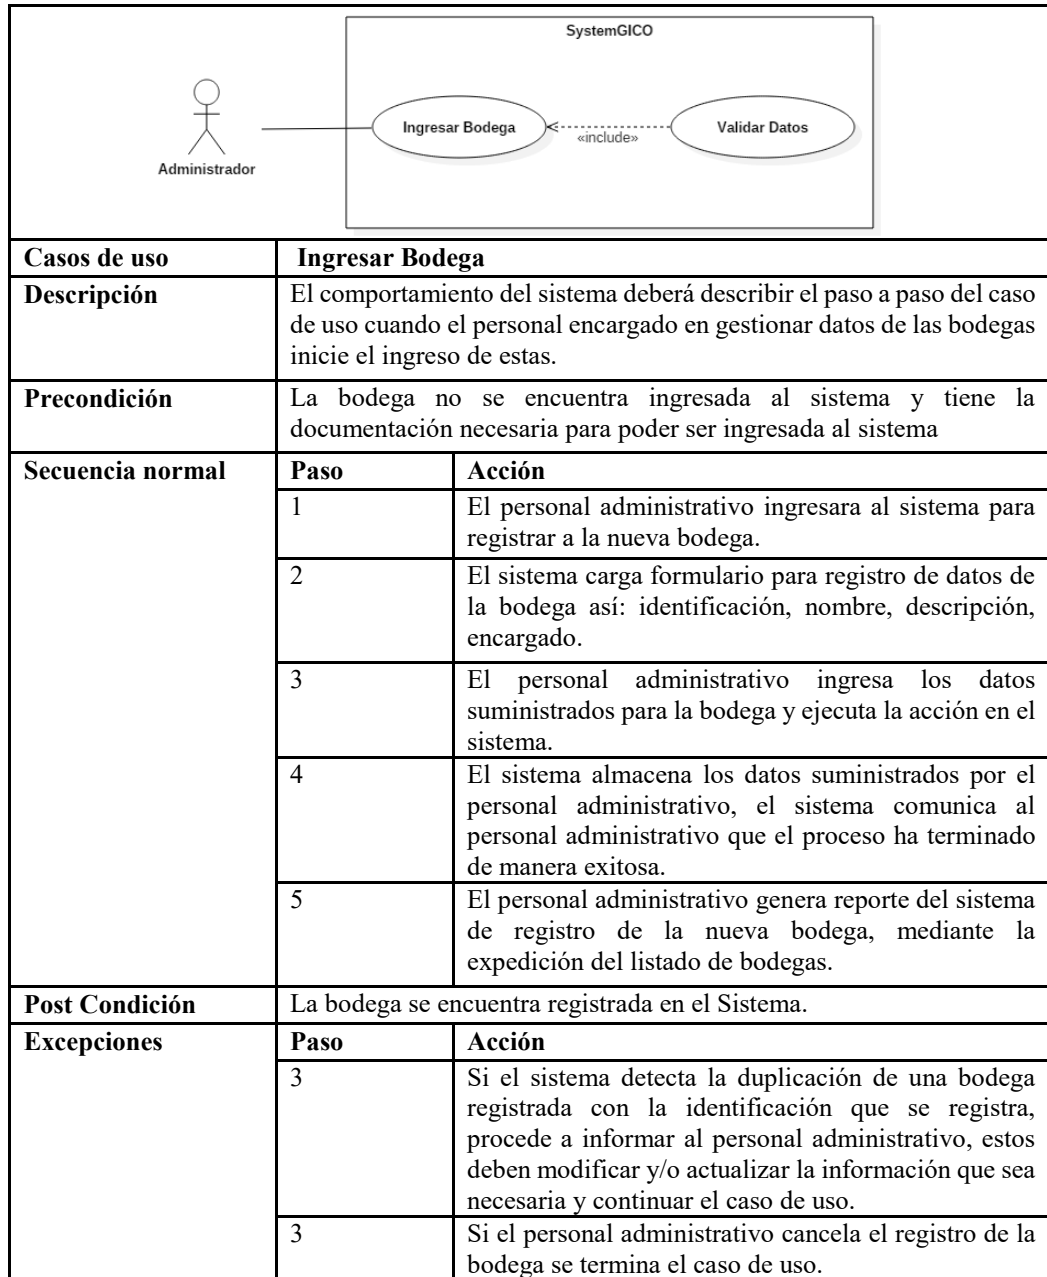 SystemGICO
Ingresar Bodega
«include»
Validar Datos
Administrador
Casos de uso
Ingresar Bodega
Descripción
El comportamiento del sistema deberá describir el paso a paso del caso
de uso cuando el personal encargado en gestionar datos de las bodegas
inicie el ingreso de estas.
Precondición
La bodega no se encuentra ingresada al sistema y tiene la
documentación necesaria para poder ser ingresada al sistema
Secuencia normal
Paso
Acción
1
El personal administrativo ingresara al sistema para
registrar a la nueva bodega.
2
El sistema carga formulario para registro de datos de
la bodega así: identificación, nombre, descripción,
encargado.
3
El personal administrativo ingresa los datos
suministrados para la bodega y ejecuta la acción en el
sistema.
4
El sistema almacena los datos suministrados por el
personal administrativo, el sistema comunica al
personal administrativo que el proceso ha terminado
de manera exitosa.
5
El personal administrativo genera reporte del sistema
de registro de la nueva bodega, mediante la
expedición del listado de bodegas.
Post Condición
La bodega se encuentra registrada en el Sistema.
Excepciones
Paso
Acción
3
Si el sistema detecta la duplicación de una bodega
registrada con la identificación que se registra,
procede a informar al personal administrativo, estos
deben modificar y/o actualizar la información que sea
necesaria y continuar el caso de uso.
3
Si el personal administrativo cancela el registro de la
bodega se termina el caso de uso.